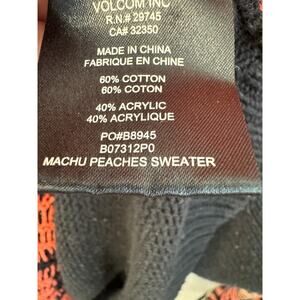 VOLCOM INC
R.N.# 29745
CA# 32350
MADE IN CHINA
FABRIQUE EN CHINE
60% COTTON
60% COTON
40% ACRYLIC
40% ACRYLIQUE
PO#B8945
B07312P0
MACHU PEACHES SWEATER